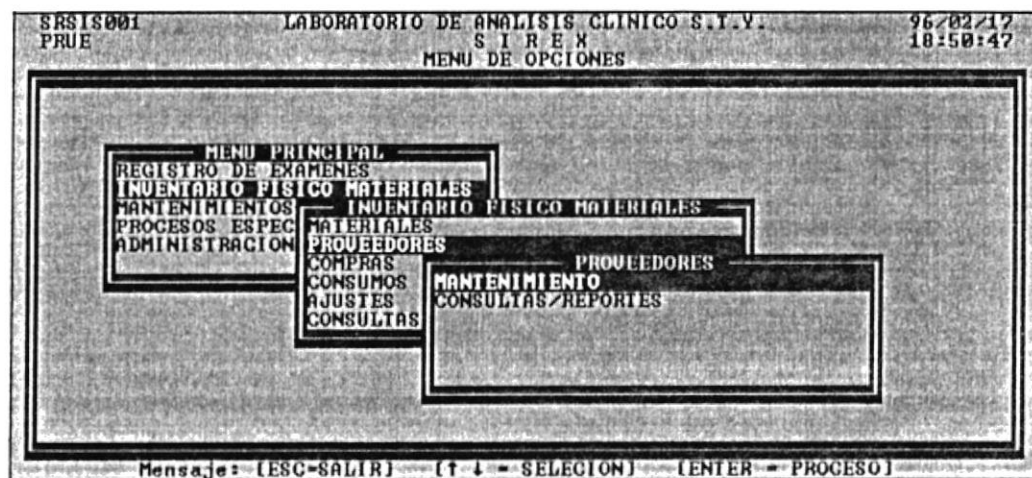 SRSIS001 LABORATORIO DE ANALISIS CLINICO S.T.Y. 96/02/17
PRUE S I R E X 18:50:47
MENU DE OPCIONES
MENU PRINCIPAL
REGISTRO DE EXAMENES
INVENTARIO FISICO MATERIALES
MANTENIMIENTOS
PROCESOS ESPEC
ADMINISTRACION
INVENTARIO FISICO MATERIALES
MATERIALES
PROVEEDORES
COMPRAS
CONSUMOS
AJUSTES
CONSULTAS
PROVEEDORES
MANTENIMIENTO
CONSULTAS/REPORTES
Mensaje: [ESC=SALIR] [↑ ↓ = SELECION] [ENTER = PROCESO]